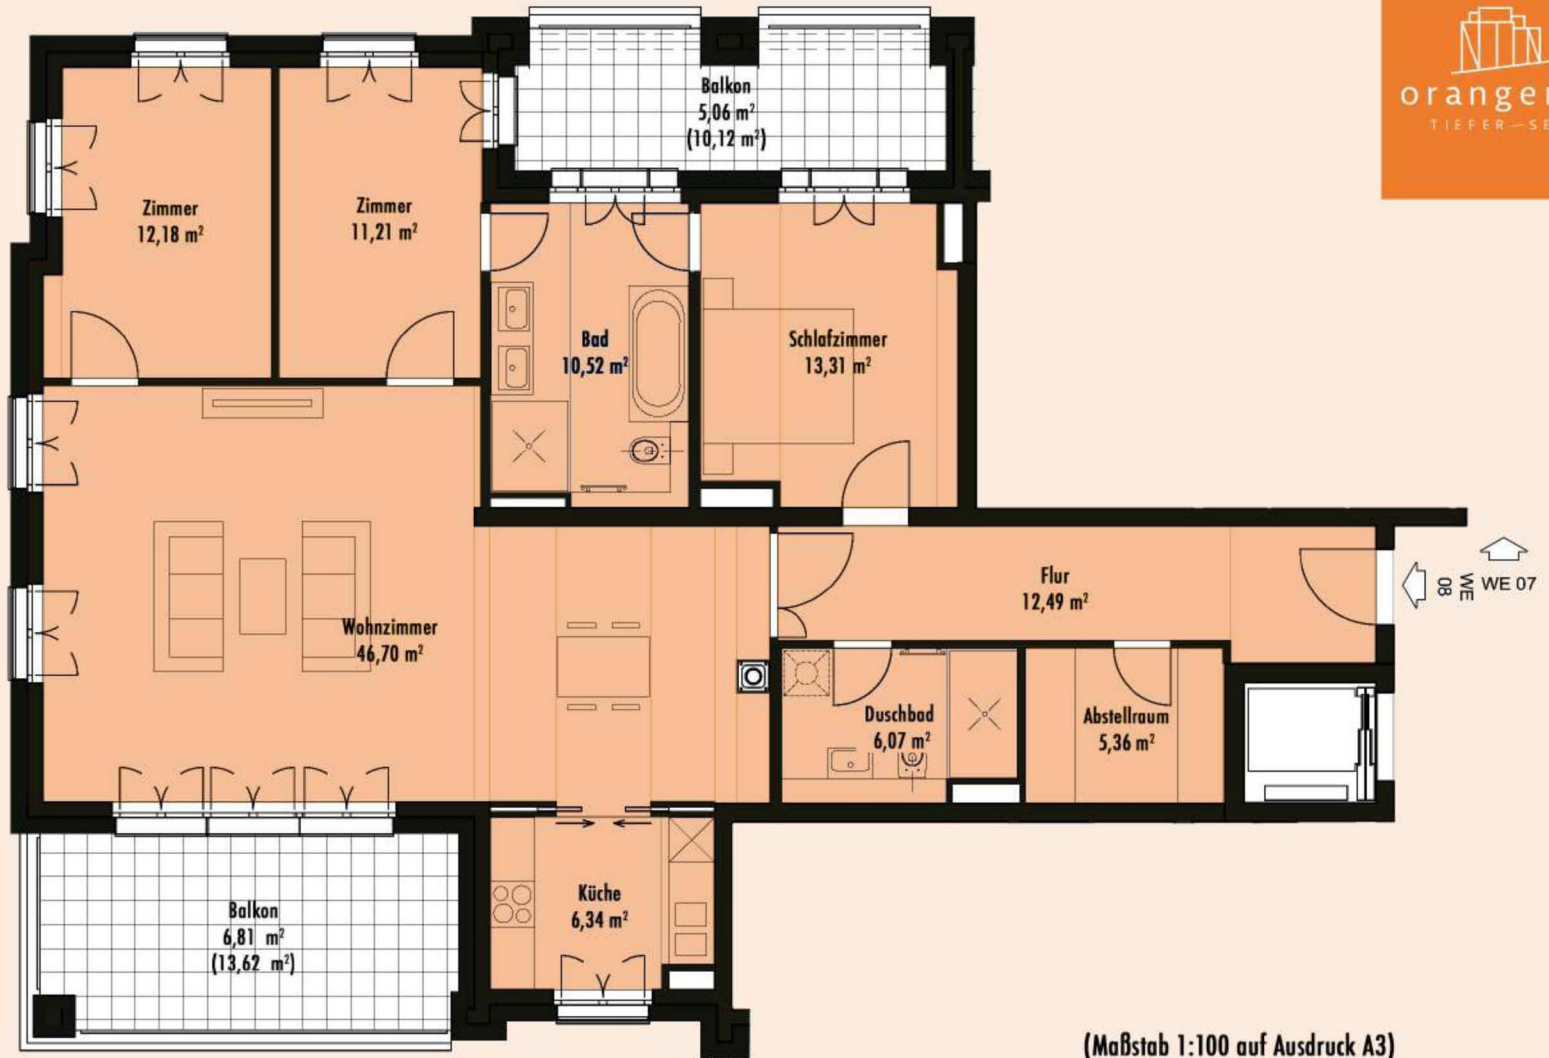 Balkon
5,06 m²
(10,12 m²)
TIEFER—SE
Zimmer
12,18 m²
Zimmer
11,21 m²
Bad
10,52 m²
Schlafzimmer
13,31 m²
Flur
12,49 m²
WE
08
WE 07
Wohnzimmer
46,70 m²
Duschbad
6,07 m²
Abstellraum
5,36 m²
Küche
6,34 m²
Balkon
6,81 m²
(13,62 m²)
(Maßstab 1:100 auf Ausdruck A3)